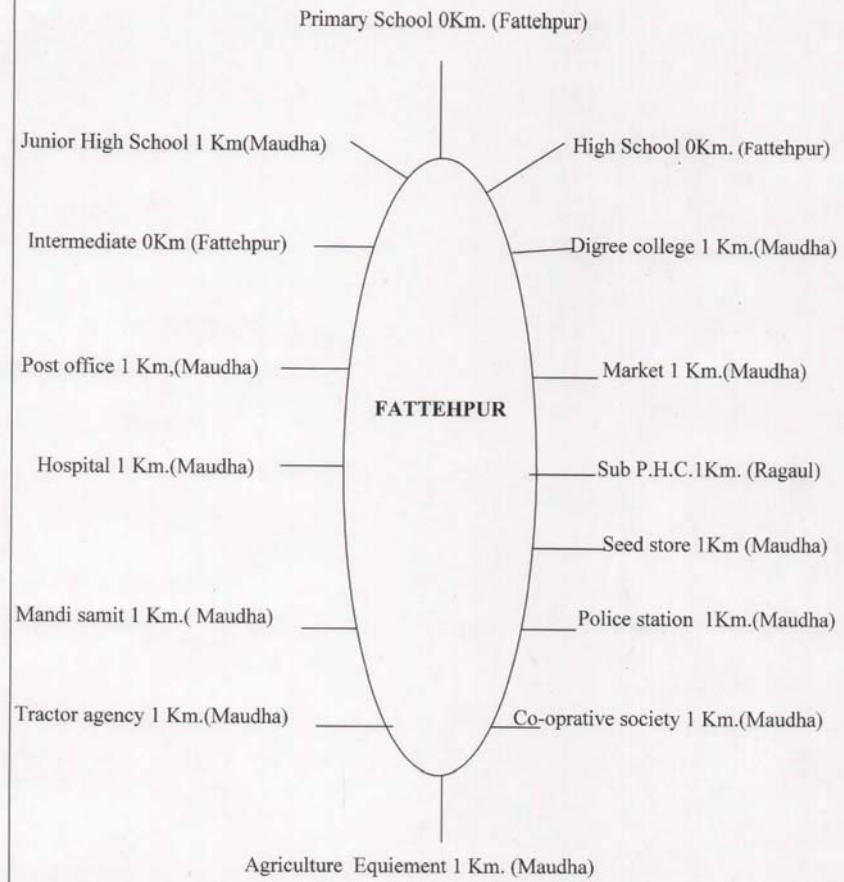 Primary School 0Km. (Fattehpur)
Junior High School 1 Km(Maudha)
High School 0Km. (Fattehpur)
Intermediate 0Km (Fattehpur)
Digree college 1 Km.(Maudha)
Post office 1 Km,(Maudha)
Market 1 Km.(Maudha)
FATTEHPUR
Hospital 1 Km.(Maudha)
Sub P.H.C.1Km. (Ragaul)
Seed store 1Km (Maudha)
Mandi samit 1 Km.( Maudha)
Police station 1Km.(Maudha)
Tractor agency 1 Km.(Maudha)
Co-oprative society 1 Km.(Maudha)
Agriculture Equiement 1 Km. (Maudha)